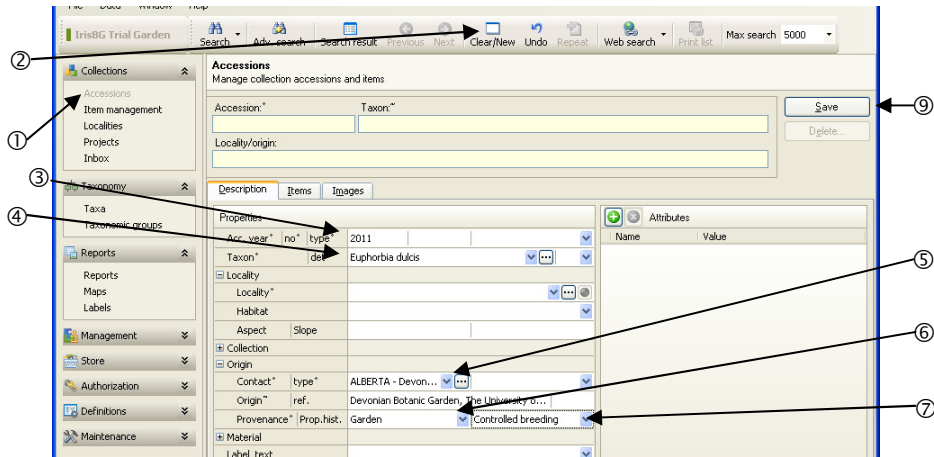 File Data Window Help
IrisBG Trial Garden
Search Adv. search Search result Previous Next Clear/New Undo Repeat Web search Print list Max search 5000
②
Collections
Accessions
Item management
Localities
Projects
Inbox
①
Accessions
Manage collection accessions and items
Accession:* Taxon:~
Locality/origin:
Save
Delete...
⑨
③
④
Taxonomy
Taxa
Taxonomic groups
Reports
Reports
Maps
Labels
Management
Store
Authorization
Definitions
Maintenance
Description Items Images
Properties
Acc. year* no* type* 2011
Taxon* det Euphorbia dulcis
Locality
Locality*
Habitat
Aspect Slope
Collection
Origin
Contact* type* ALBERTA - Devon...
Origin~ ref. Devonian Botanic Garden, The University o...
Provenance* Prop.hist. Garden Controlled breeding
Material
Label text
Attributes
Name Value
⑤
⑥
⑦